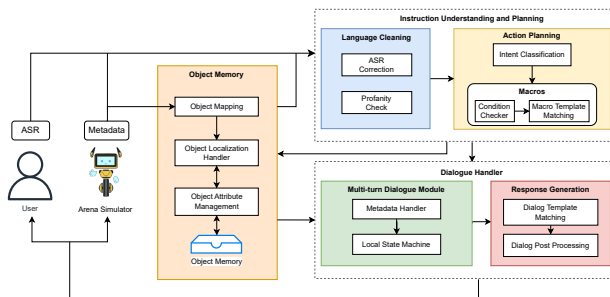 Instruction Understanding and Planning
Language Cleaning
ASR
Correction
Profanity
Check
Action Planning
Intent Classification
Macros
Condition
Checker
Macro Template
Matching
Object Memory
Object Mapping
Object Localization
Handler
Object Attribute
Management
Object Memory
ASR
Metadata
User
Arena Simulator
Dialogue Handler
Multi-turn Dialogue Module
Metadata Handler
Local State Machine
Response Generation
Dialog Template
Matching
Dialog Post Processing